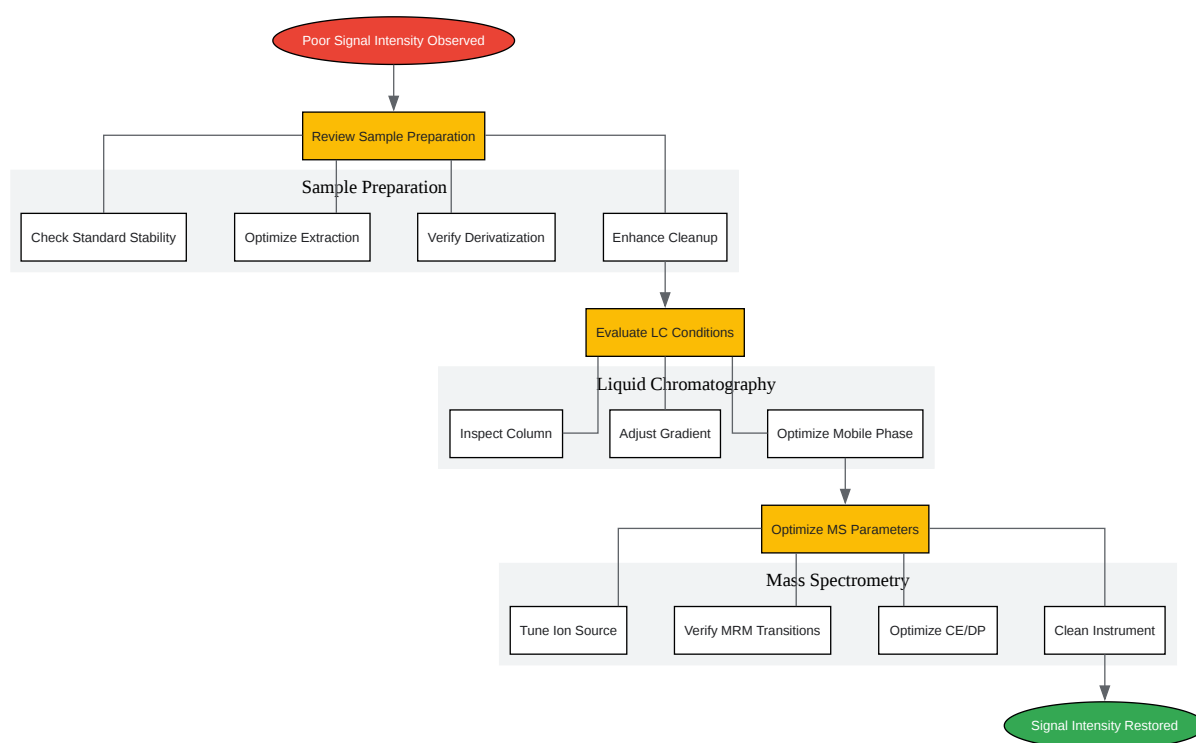 Poor Signal Intensity Observed
Review Sample Preparation
Sample Preparation
Check Standard Stability
Optimize Extraction
Verify Derivatization
Enhance Cleanup
Evaluate LC Conditions
Liquid Chromatography
Inspect Column
Adjust Gradient
Optimize Mobile Phase
Optimize MS Parameters
Mass Spectrometry
Tune Ion Source
Verify MRM Transitions
Optimize CE/DP
Clean Instrument
Signal Intensity Restored